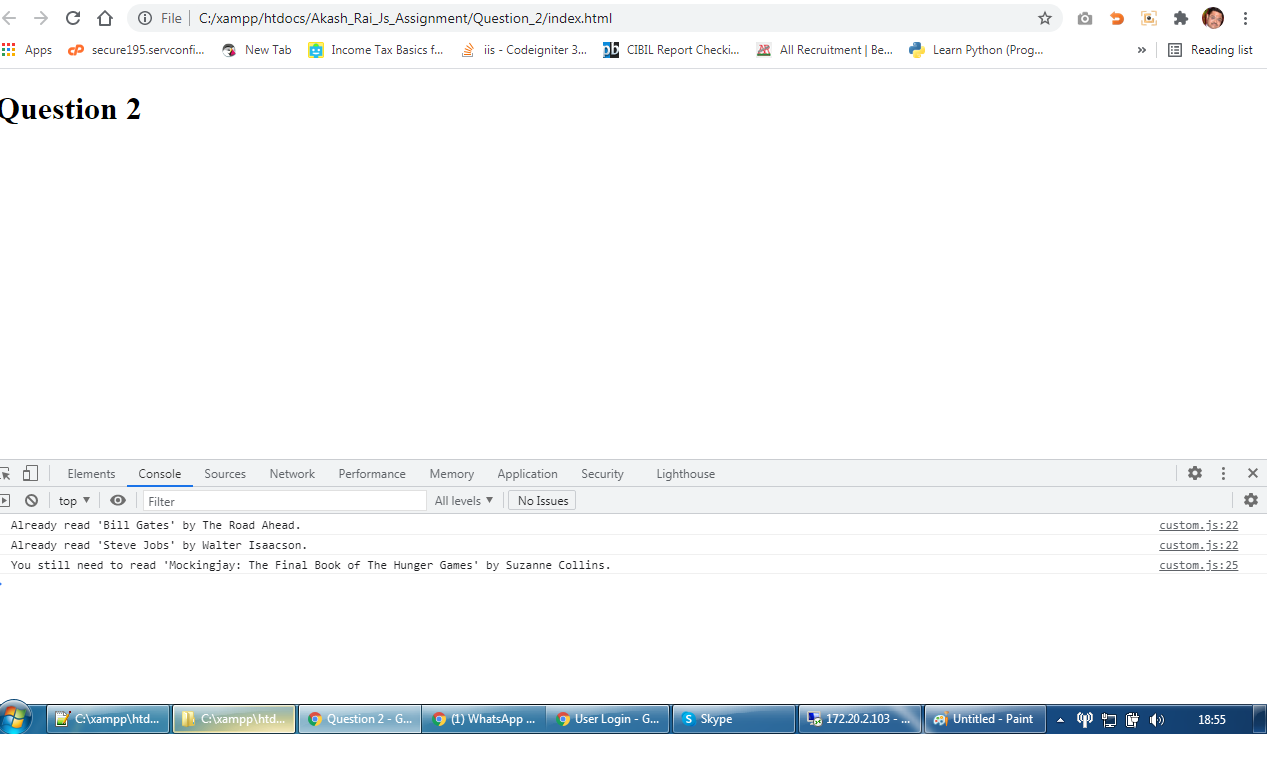 File C:/xampp/htdocs/Akash_Rai_Js_Assignment/Question_2/index.html
Apps secure195.servconfi... New Tab Income Tax Basics f... iis - Codeigniter 3... CIBIL Report Checki... All Recruitment | Be... Learn Python (Prog... » Reading list
Question 2
Elements Console Sources Network Performance Memory Application Security Lighthouse
top Filter All levels No Issues
Already read 'Bill Gates' by The Road Ahead. custom.js:22
Already read 'Steve Jobs' by Walter Isaacson. custom.js:22
You still need to read 'Mockingjay: The Final Book of The Hunger Games' by Suzanne Collins. custom.js:25
C:\xampp\htd... C:\xampp\htd... Question 2 - G... (1) WhatsApp ... User Login - G... Skype 172.20.2.103 - ... Untitled - Paint 18:55